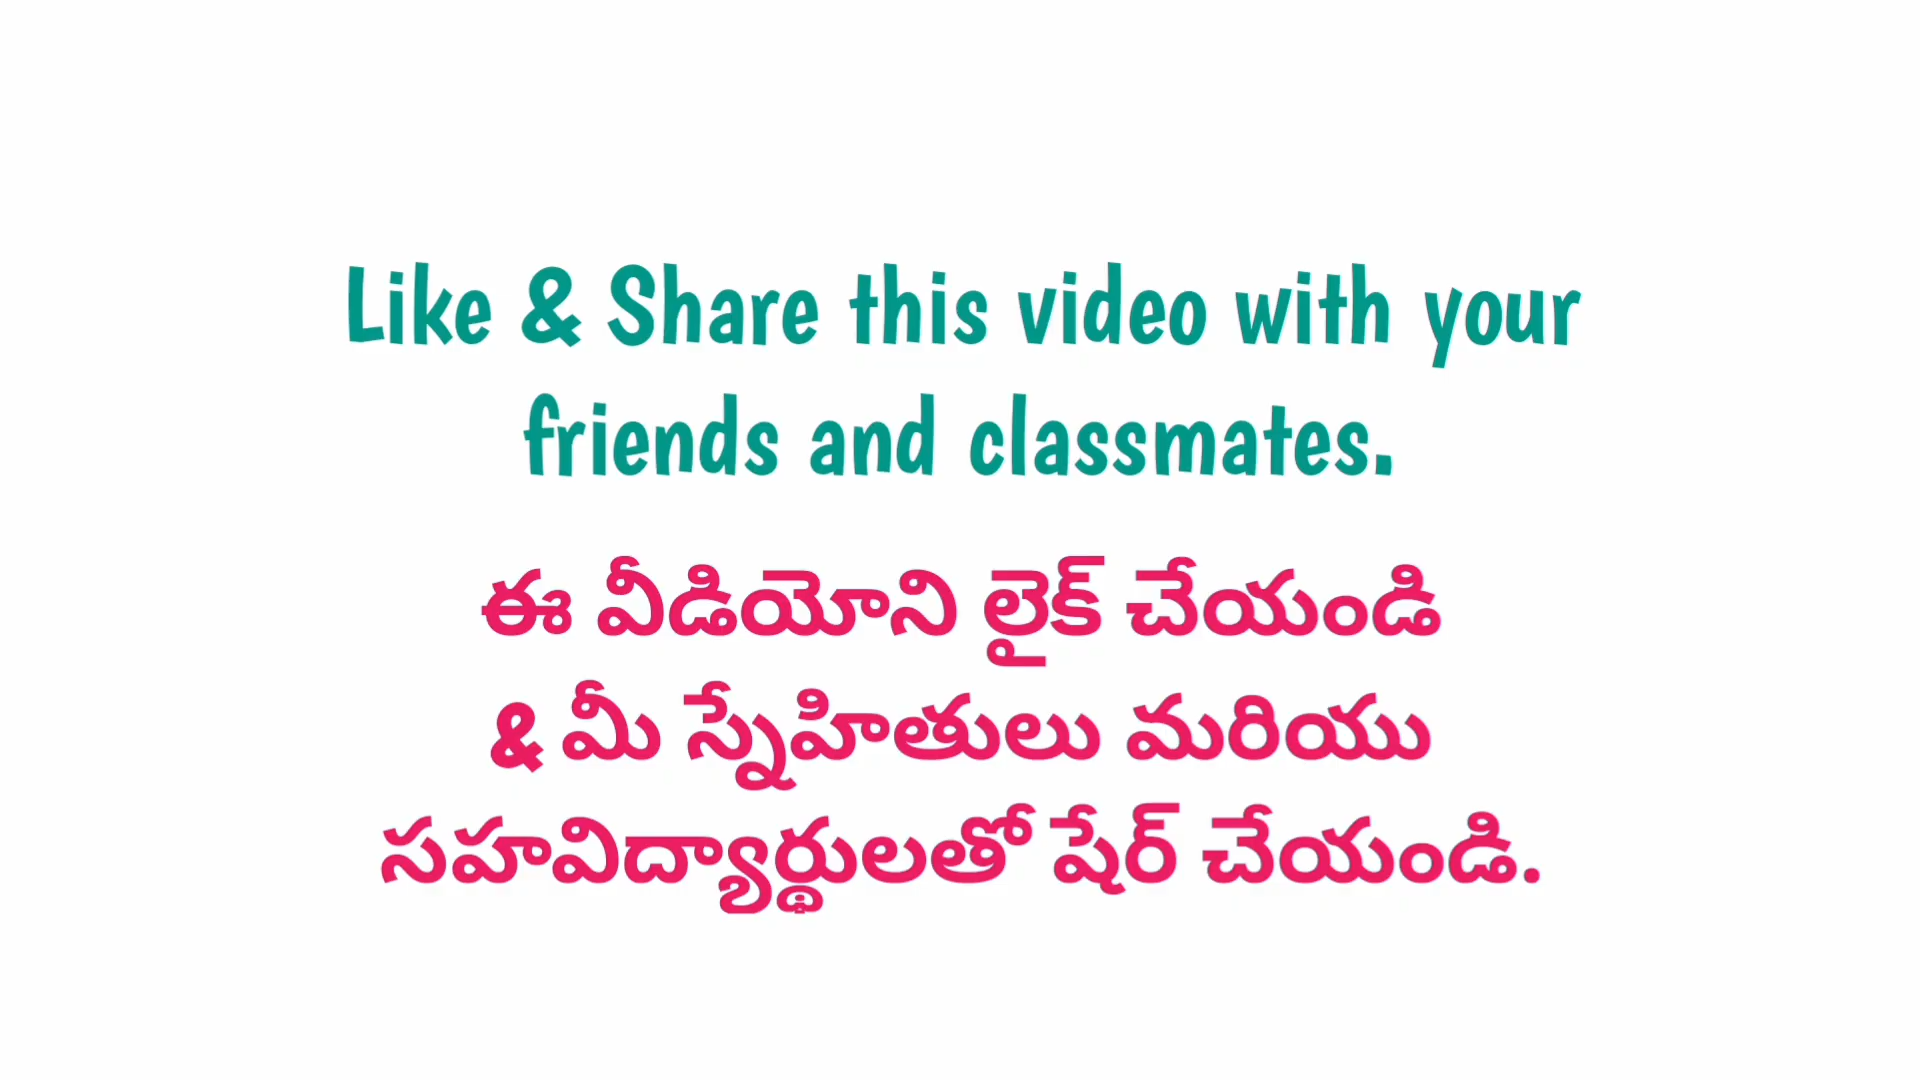 Like & Share this video with your
friends and classmates.
ఈ వీడియోని లైక్ చేయండి
& మీ స్నేహితులు మరియు
సహవిద్యార్థులతో షేర్ చేయండి.